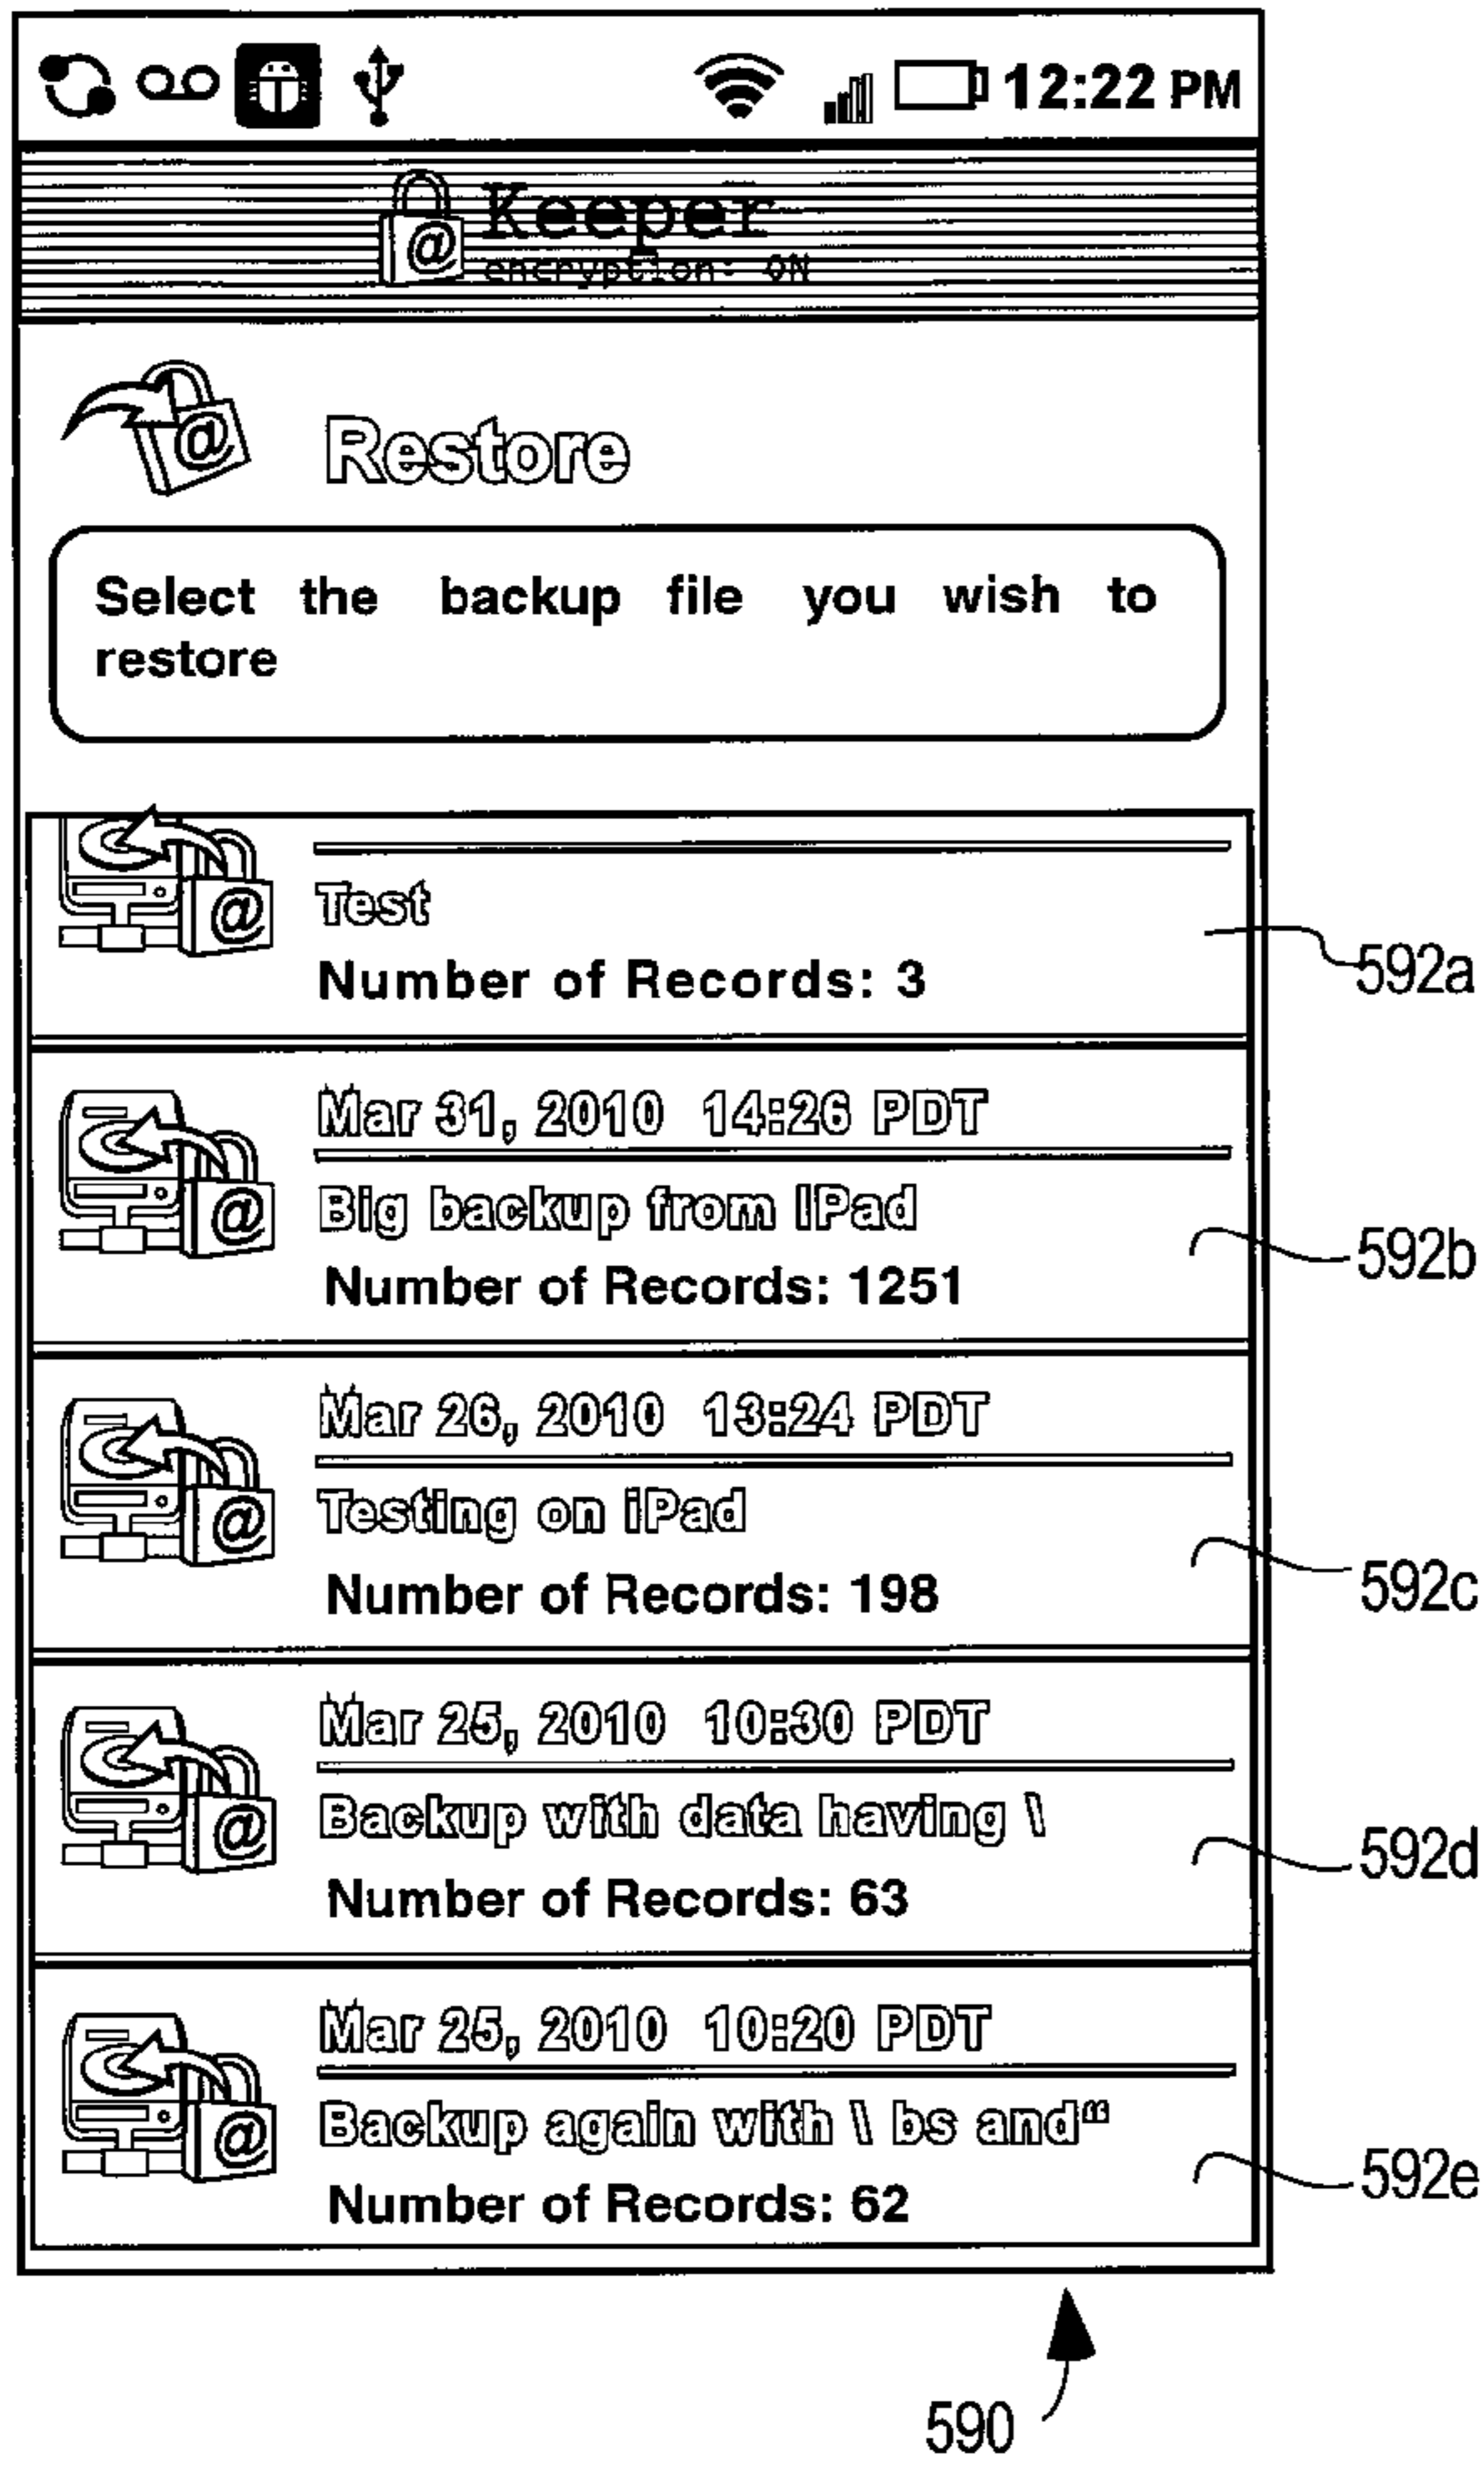 12:22 PM
@ Keeper
encryption: ON
@ Restore
Select the backup file you wish to
restore
@ Test
Number of Records: 3
592a
Mar 31, 2010 14:26 PDT
@ Big backup from IPad
Number of Records: 1251
592b
Mar 26, 2010 13:24 PDT
@ Testing on iPad
Number of Records: 198
592c
Mar 25, 2010 10:30 PDT
@ Backup with data having \
Number of Records: 63
592d
Mar 25, 2010 10:20 PDT
@ Backup again with \ bs and“
Number of Records: 62
592e
590